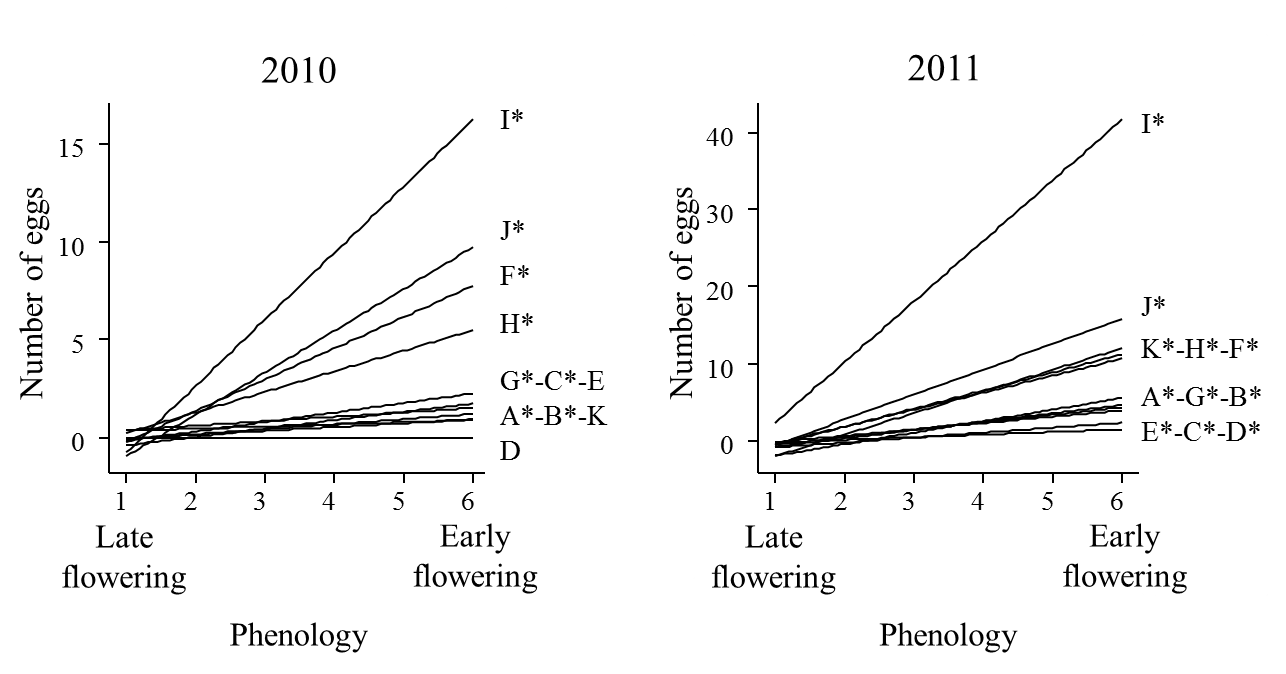 2010
Number of eggs
15
10
5
0
I*
J*
F*
H*
G*-C*-E
A*-B*-K
D
1 2 3 4 5 6
Late flowering
Early flowering
Phenology
2011
Number of eggs
40
30
20
10
0
I*
J*
K*-H*-F*
A*-G*-B*
E*-C*-D*
1 2 3 4 5 6
Late flowering
Early flowering
Phenology